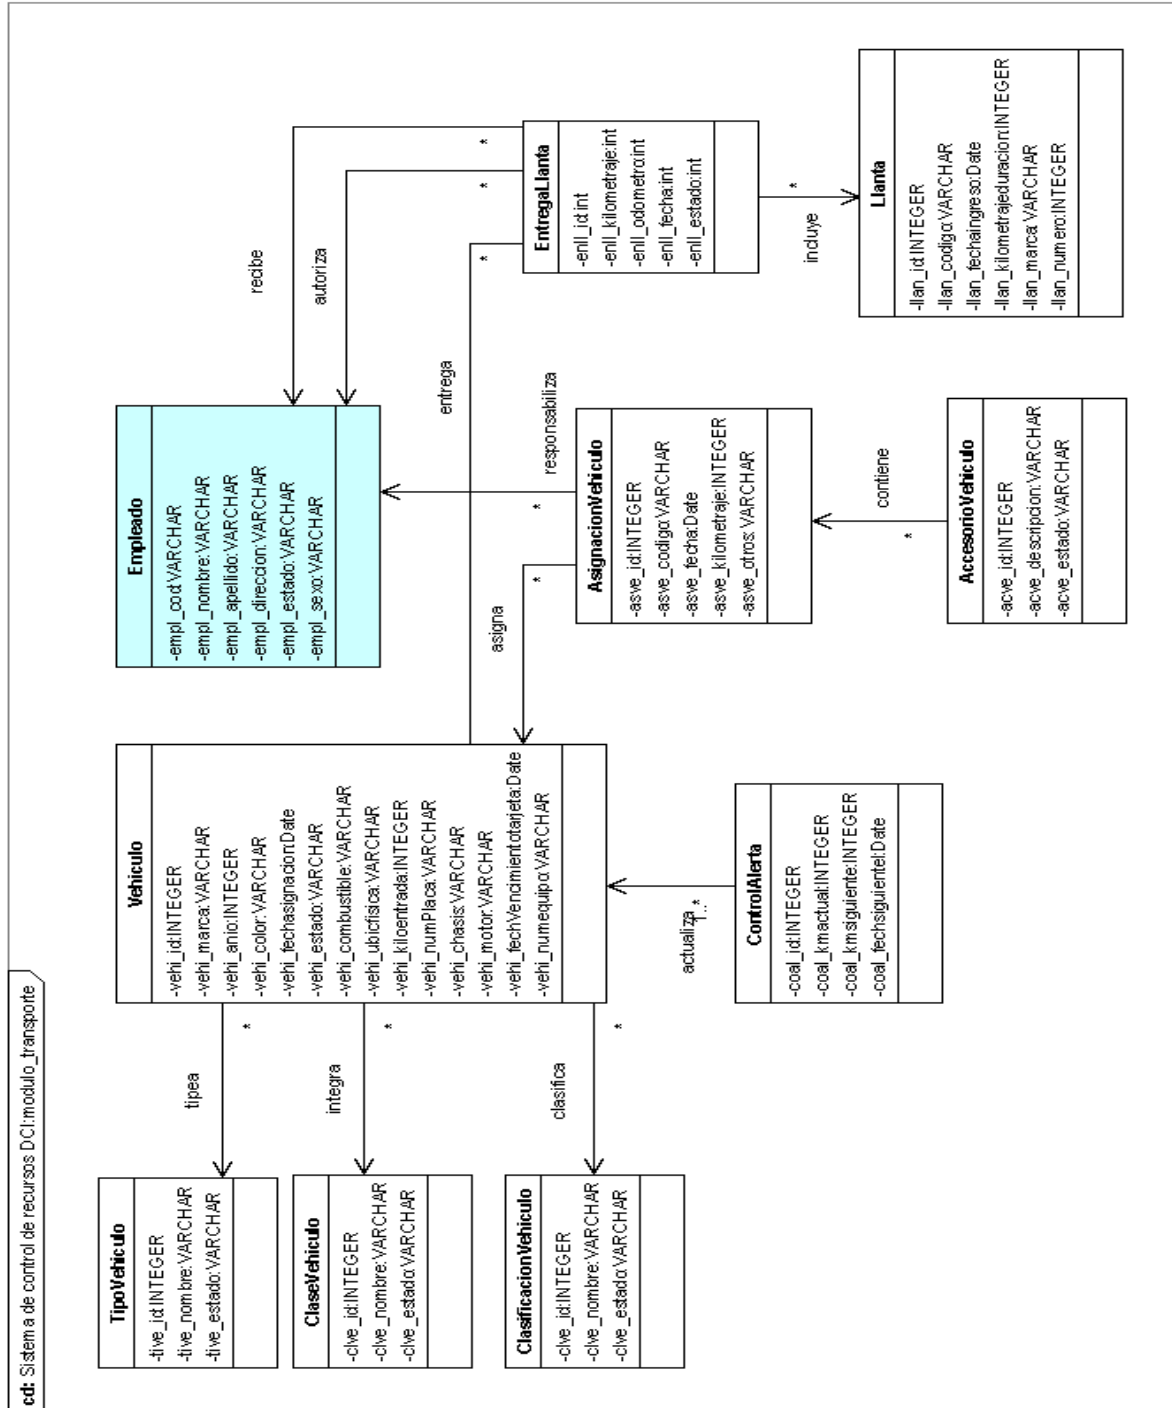 cd: Sistema de control de recursos DCI:modulo_transporte
TipoVehiculo
-tive_id:INTEGER
-tive_nombre:VARCHAR
-tive_estado:VARCHAR
tipea
*
ClaseVehiculo
-clve_id:INTEGER
-clve_nombre:VARCHAR
-clve_estado:VARCHAR
integra
*
ClasificacionVehiculo
-clve_id:INTEGER
-clve_nombre:VARCHAR
-clve_estado:VARCHAR
clasifica
*
Vehiculo
-vehi_id:INTEGER
-vehi_marca:VARCHAR
-vehi_anio:INTEGER
-vehi_color:VARCHAR
-vehi_fechasignacion:Date
-vehi_estado:VARCHAR
-vehi_combustible:VARCHAR
-vehi_ubicfisica:VARCHAR
-vehi_kiloentrada:INTEGER
-vehi_numPlaca:VARCHAR
-vehi_chasis:VARCHAR
-vehi_motor:VARCHAR
-vehi_fechVencimientotarjeta:Date
-vehi_numequipo:VARCHAR
actualiza
1..*
ControlAlerta
-coal_id:INTEGER
-coal_kmactual:INTEGER
-coal_kmsiguiente:INTEGER
-coal_fechsiguientel:Date
Empleado
-empl_cod:VARCHAR
-empl_nombre:VARCHAR
-empl_apellido:VARCHAR
-empl_direccion:VARCHAR
-empl_estado:VARCHAR
-empl_sexo:VARCHAR
asigna
*
responsabiliza
*
entrega
*
AsignacionVehiculo
-asve_id:INTEGER
-asve_codigo:VARCHAR
-asve_fecha:Date
-asve_kilometraje:INTEGER
-asve_otros:VARCHAR
contiene
*
AccesorioVehiculo
-acve_id:INTEGER
-acve_descripcion:VARCHAR
-acve_estado:VARCHAR
recibe
*
autoriza
*
EntregaLlanta
-enll_id:int
-enll_kilometraje:int
-enll_odometro:int
-enll_fecha:int
-enll_estado:int
incluye
*
Llanta
-llan_id:INTEGER
-llan_codigo:VARCHAR
-llan_fechaingreso:Date
-llan_kilometrajeduracion:INTEGER
-llan_marca:VARCHAR
-llan_numero:INTEGER